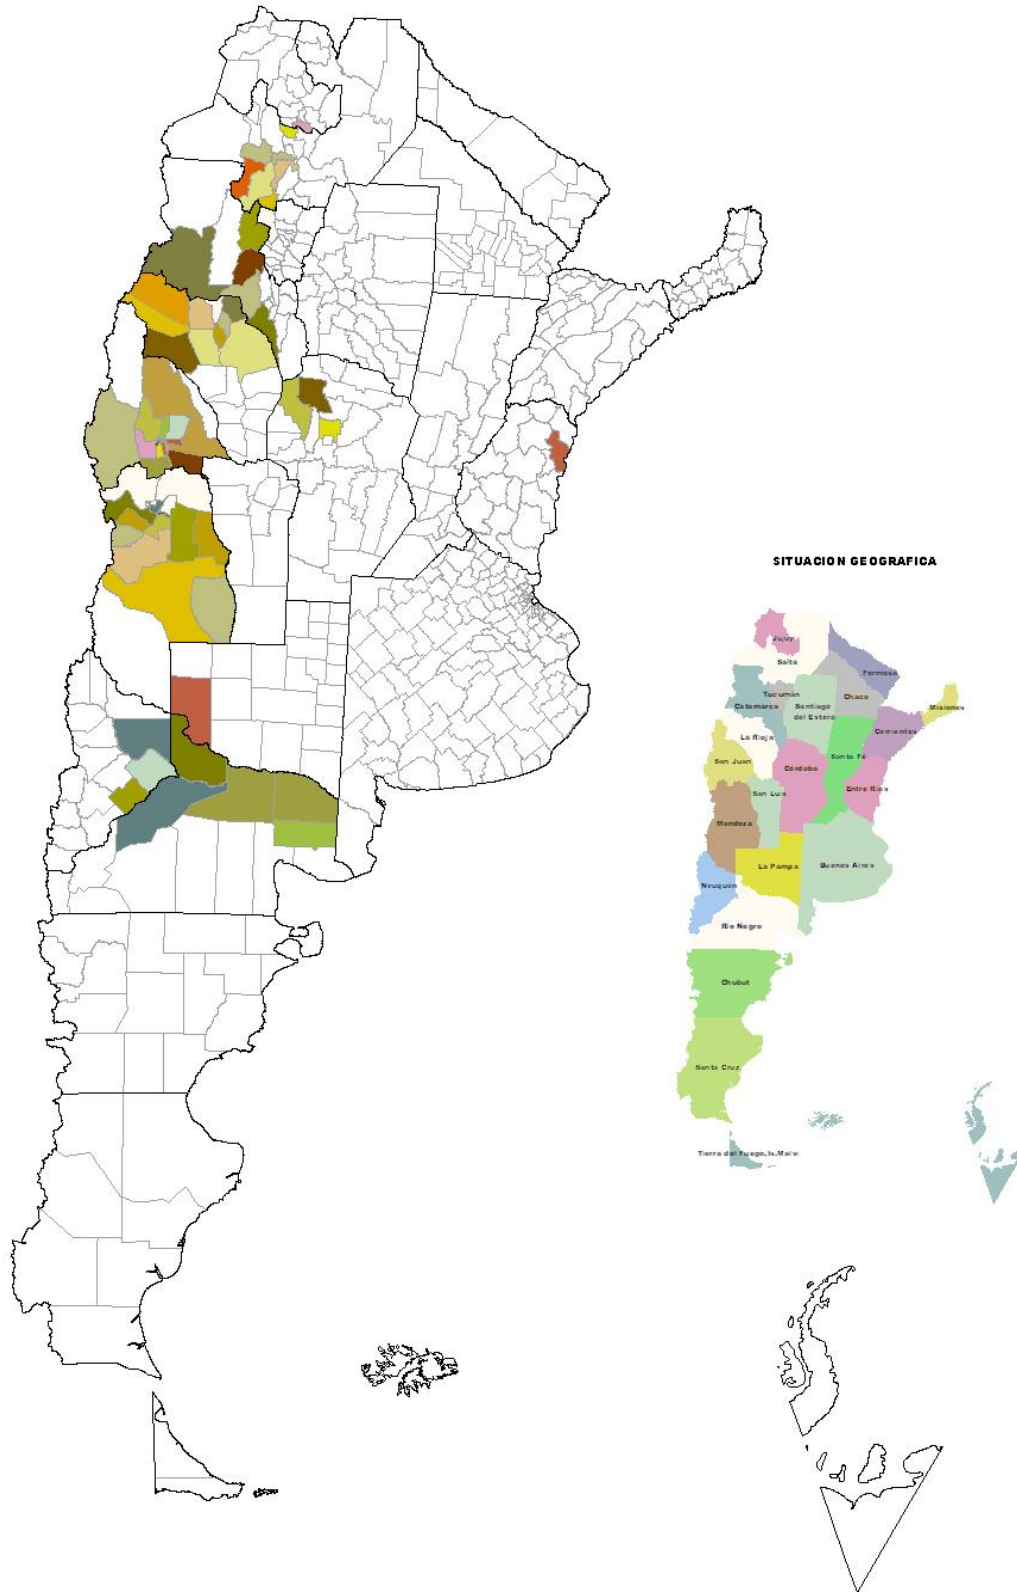 SITUACION GEOGRAFICA
Jujuy
Salta
Formosa
Tucumán
Chaco
Catamarca
Santiago
del Estero
Misiones
Corrientes
La Rioja
Santa Fé
San Juan
Córdoba
San Luis
Entre Ríos
Mendoza
La Pampa
Buenos Aires
Neuquén
Río Negro
Chubut
Santa Cruz
Tierra del Fuego, Is.Malv